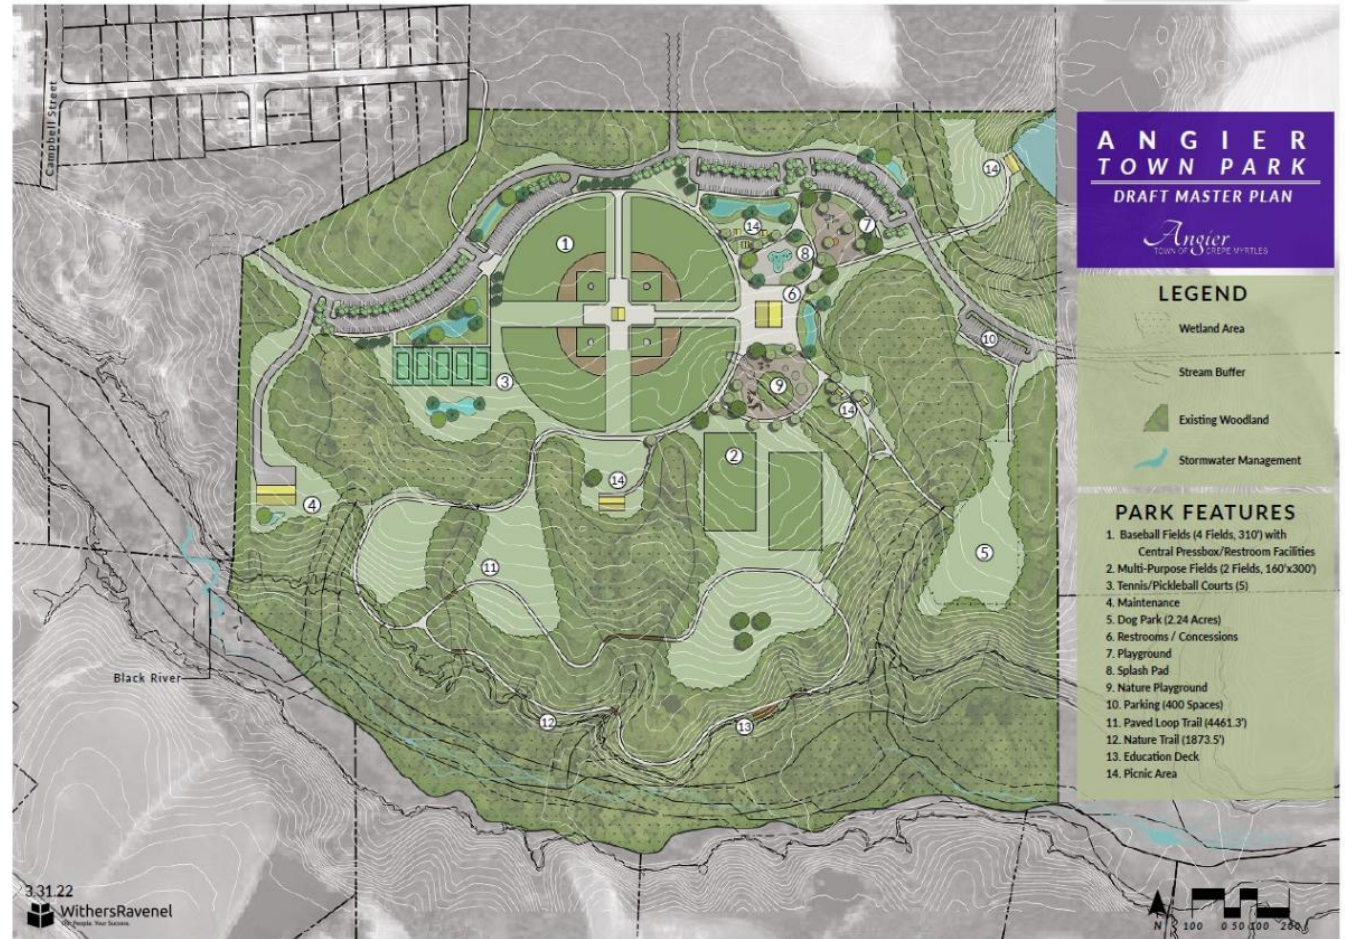 Campbell Street
ANGIER
TOWN PARK
DRAFT MASTER PLAN
Angier
TOWN OF CREPE MYRTLES
LEGEND
Wetland Area
Stream Buffer
Existing Woodland
Stormwater Management
PARK FEATURES
1. Baseball Fields (4 Fields, 310') with
Central Pressbox/Restroom Facilities
2. Multi-Purpose Fields (2 Fields, 160'x300')
3. Tennis/Pickleball Courts (5)
4. Maintenance
5. Dog Park (2.24 Acres)
6. Restrooms / Concessions
7. Playground
8. Splash Pad
9. Nature Playground
10. Parking (400 Spaces)
11. Paved Loop Trail (4461.3')
12. Nature Trail (1873.5')
13. Education Deck
14. Picnic Area
14
1
14
7
8
6
10
3
9
14
2
14
4
5
11
Black River
12
13
3.31.22
WithersRavenel
Our People. Your Success.
N
100 0 50 100 200